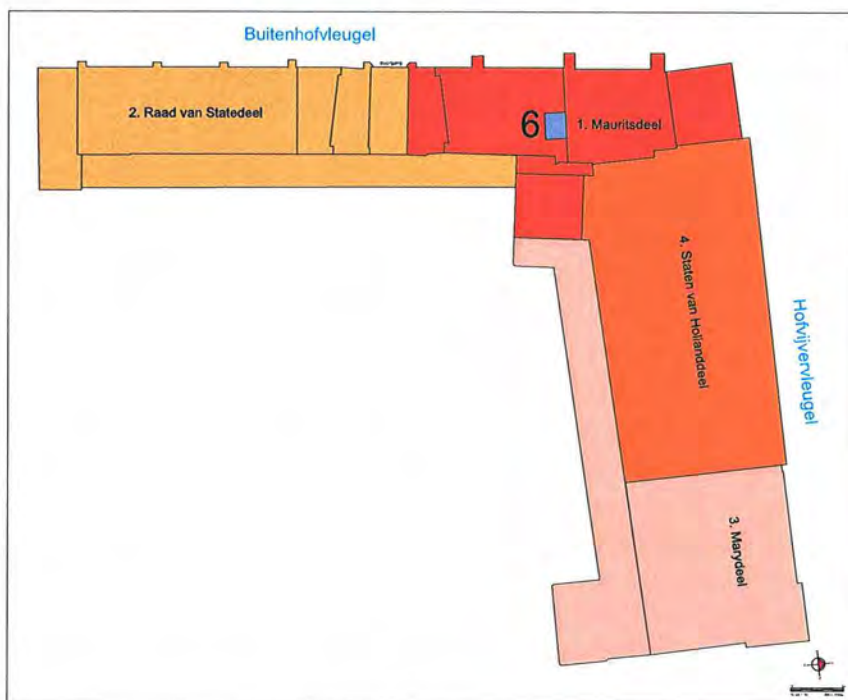 Buitenhofvleugel
2. Raad van Statedeel
6
1. Mauritsdeel
4. Staten van Hollanddeel
Hofvijvervleugel
3. Marydeel